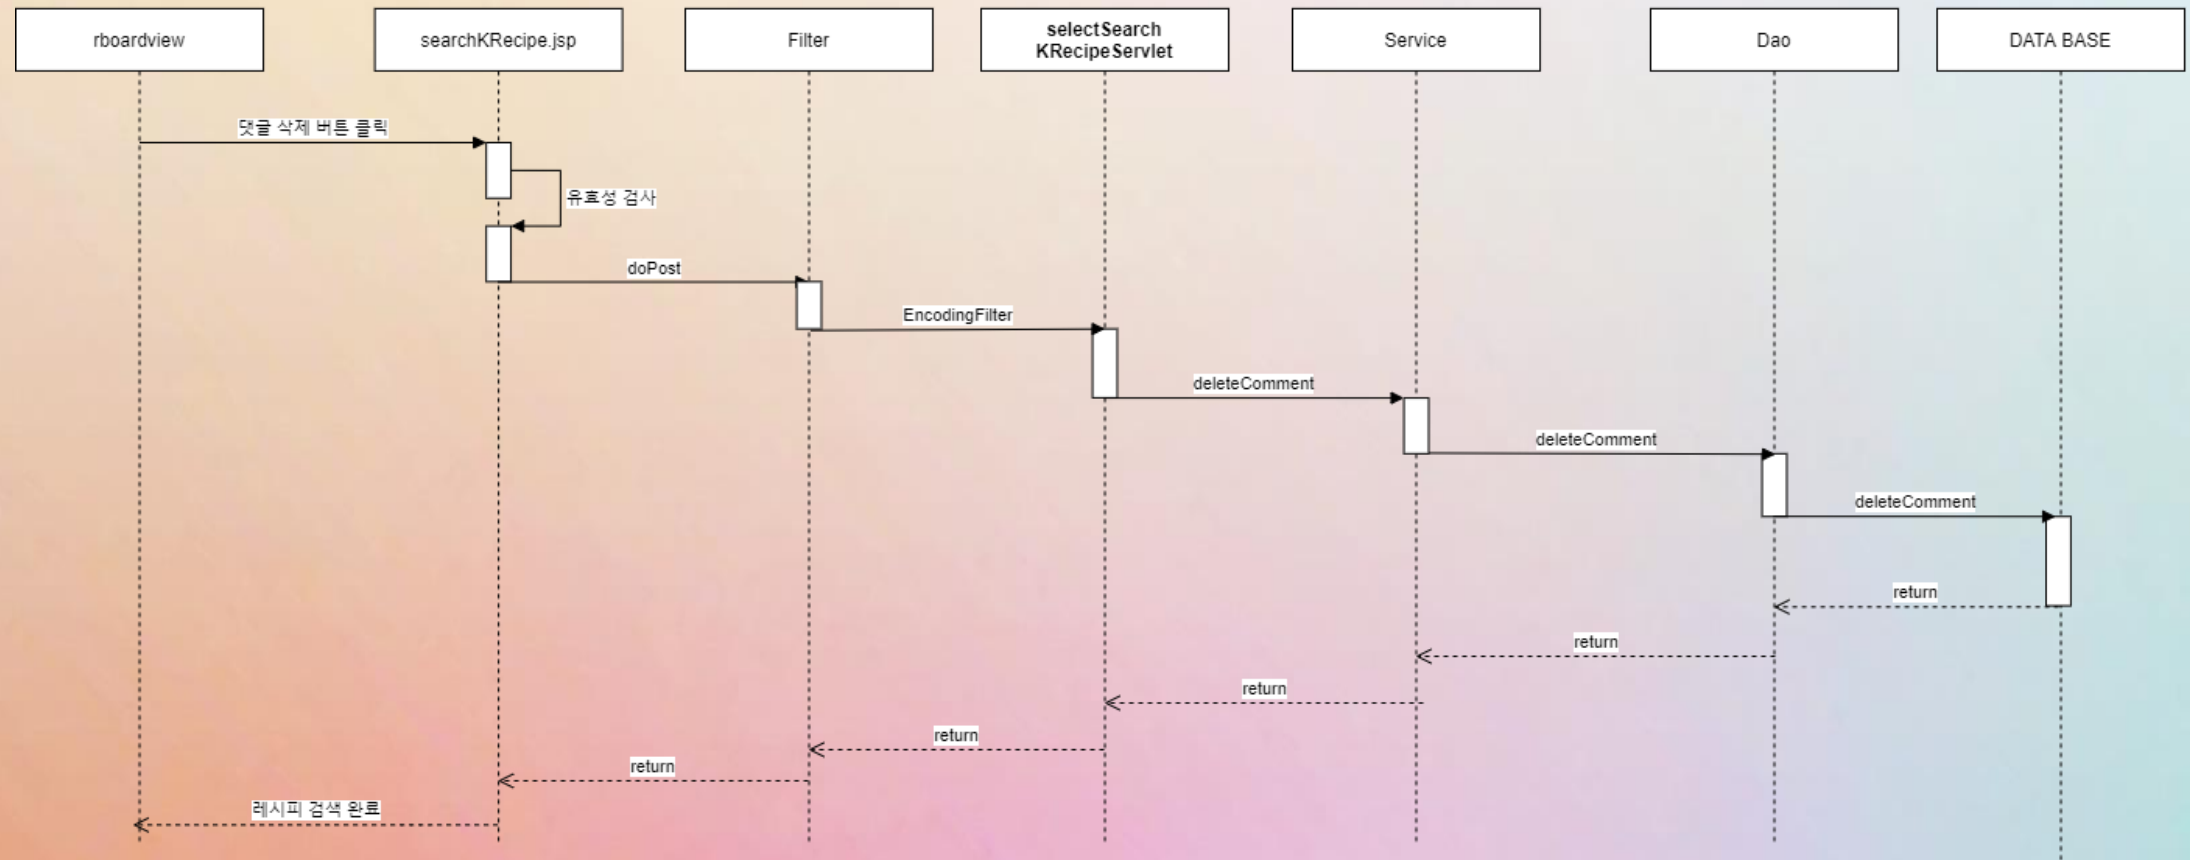 rboardview
searchKRecipe.jsp
Filter
selectSearch
KRecipeServlet
Service
Dao
DATA BASE
댓글 삭제 버튼 클릭
유효성 검사
doPost
EncodingFilter
deleteComment
deleteComment
deleteComment
return
return
return
return
return
레시피 검색 완료